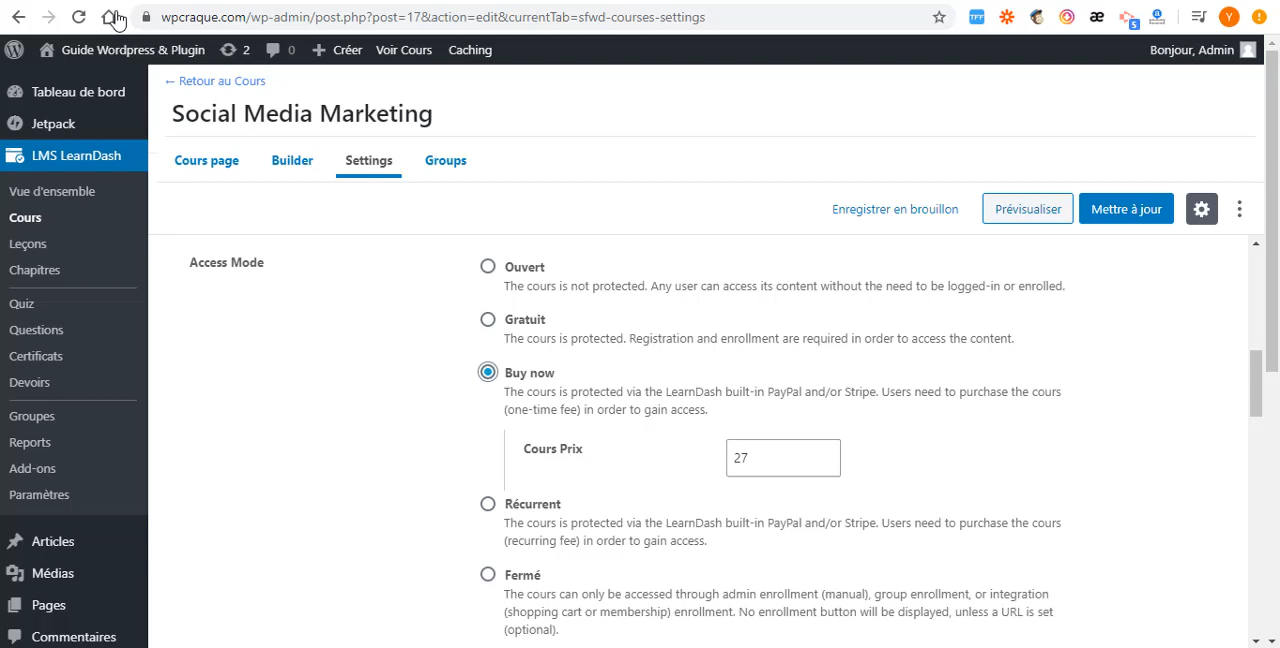 wpcraque.com/wp-admin/post.php?post=17&action=edit&currentTab=sfwd-courses-settings
TFF
æ
5
Y
Guide Wordpress & Plugin
2
0
Créer
Voir Cours
Caching
Bonjour, Admin
Tableau de bord
Jetpack
LMS LearnDash
Vue d'ensemble
Cours
Leçons
Chapitres
Quiz
Questions
Certificats
Devoirs
Groupes
Reports
Add-ons
Paramètres
Articles
Médias
Pages
Commentaires
← Retour au Cours
Social Media Marketing
Cours page
Builder
Settings
Groups
Enregistrer en brouillon
Prévisualiser
Mettre à jour
Access Mode
Ouvert
The cours is not protected. Any user can access its content without the need to be logged-in or enrolled.
Gratuit
The cours is protected. Registration and enrollment are required in order to access the content.
Buy now
The cours is protected via the LearnDash built-in PayPal and/or Stripe. Users need to purchase the cours
(one-time fee) in order to gain access.
Cours Prix
27
Récurrent
The cours is protected via the LearnDash built-in PayPal and/or Stripe. Users need to purchase the cours
(recurring fee) in order to gain access.
Fermé
The cours can only be accessed through admin enrollment (manual), group enrollment, or integration
(shopping cart or membership) enrollment. No enrollment button will be displayed, unless a URL is set
(optional).